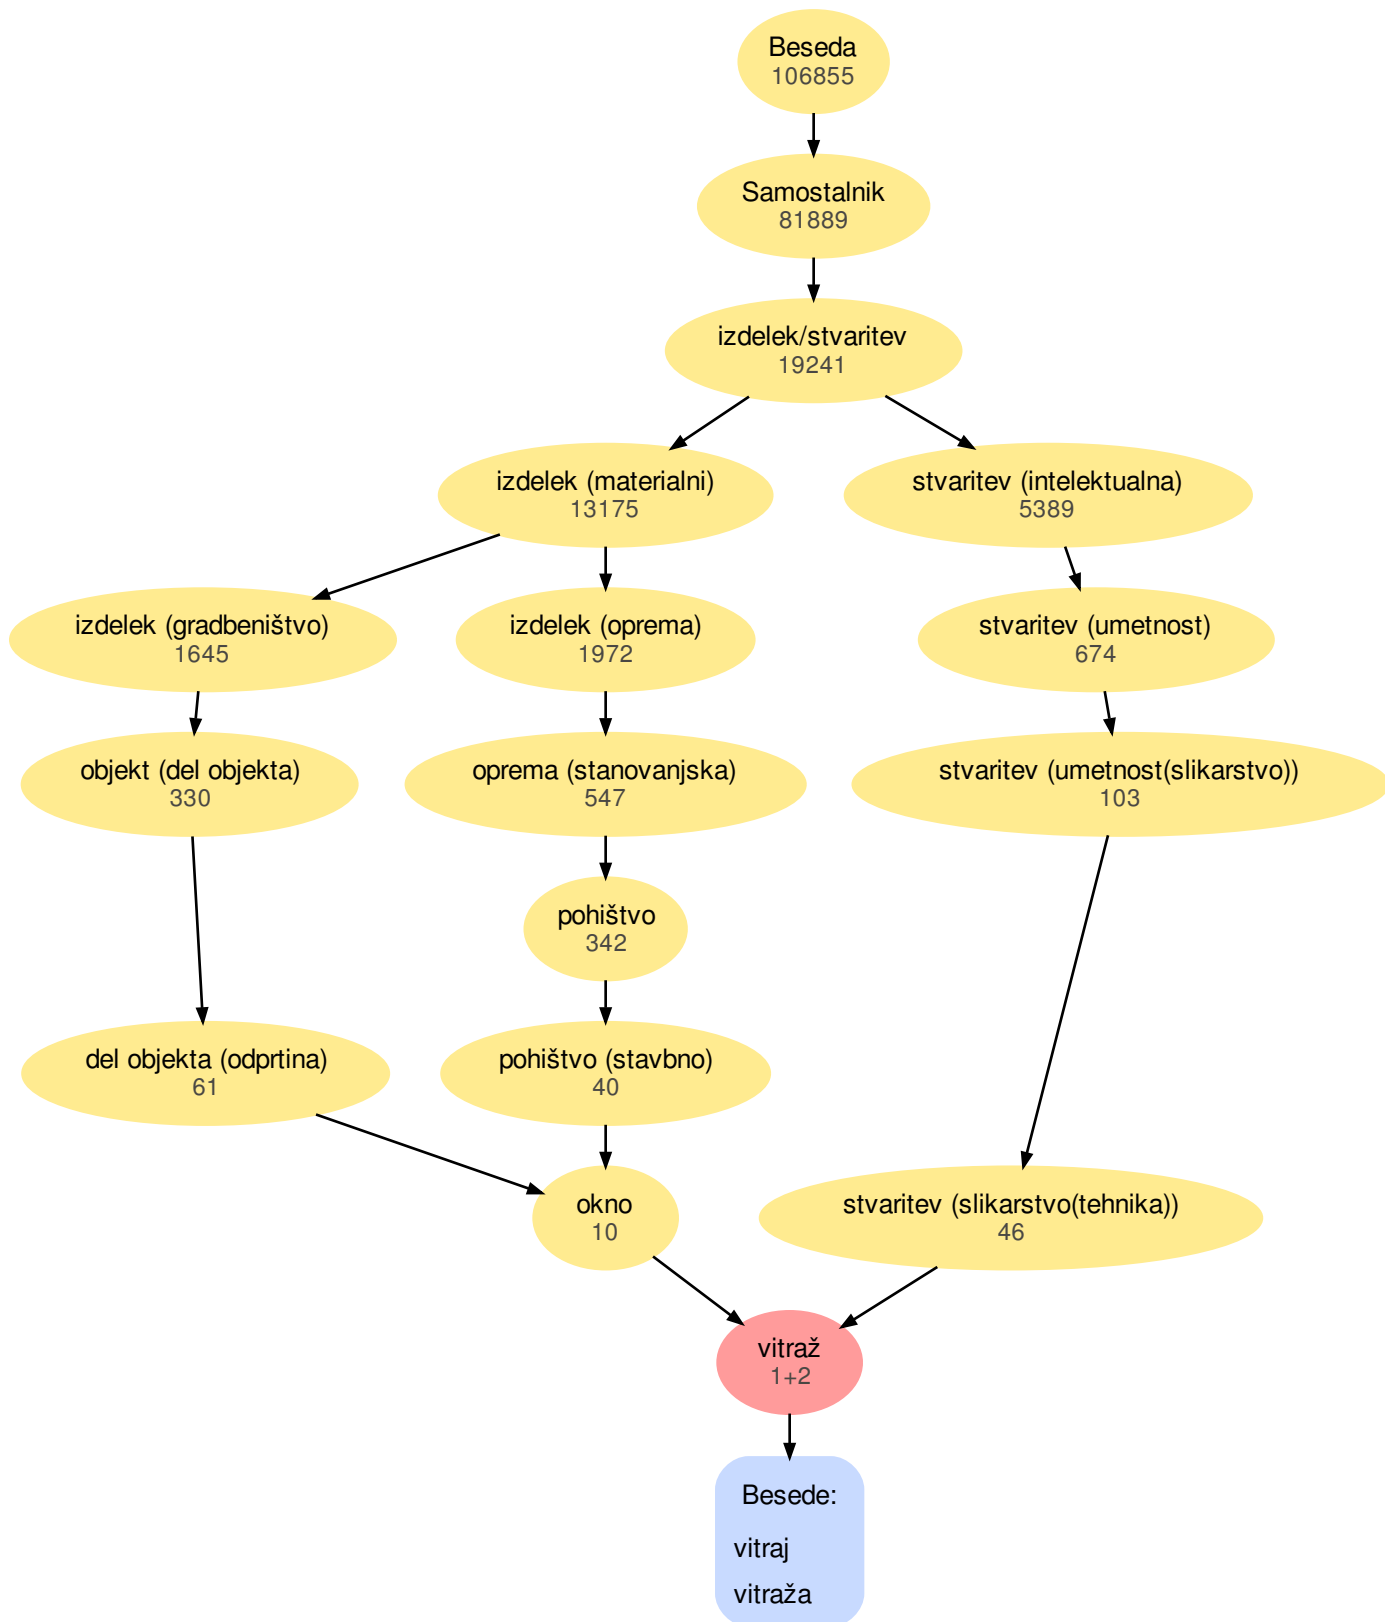 Beseda
106855
Samostalnik
81889
izdelek/stvaritev
19241
izdelek (materialni)
13175
stvaritev (intelektualna)
5389
izdelek (gradbeništvo)
1645
izdelek (oprema)
1972
stvaritev (umetnost)
674
objekt (del objekta)
330
oprema (stanovanjska)
547
stvaritev (umetnost(slikarstvo))
103
pohištvo
342
del objekta (odprtina)
61
pohištvo (stavbno)
40
okno
10
stvaritev (slikarstvo(tehnika))
46
vitraž
1+2
Besede:
vitraj
vitraža